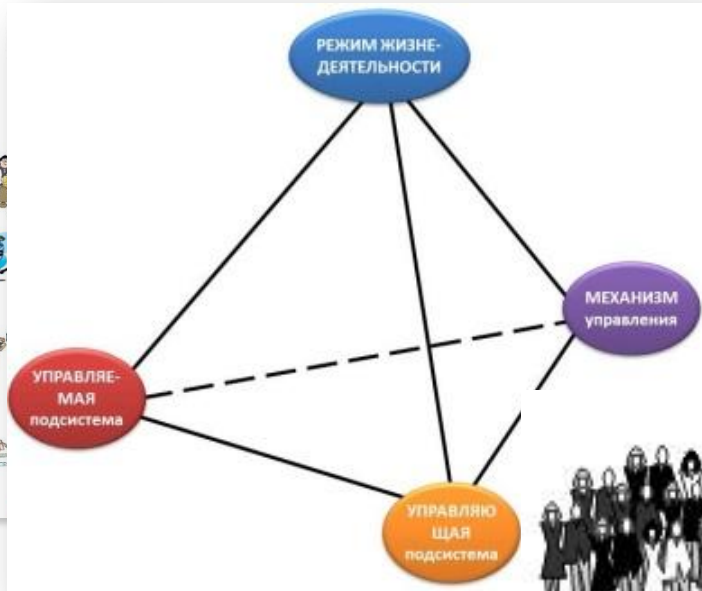 РЕЖИМ ЖИЗНЕ-
ДЕЯТЕЛЬНОСТИ
МЕХАНИЗМ
управления
УПРАВЛЯЕ-
МАЯ
подсистема
УПРАВЛЯЮ
ЩАЯ
подсистема